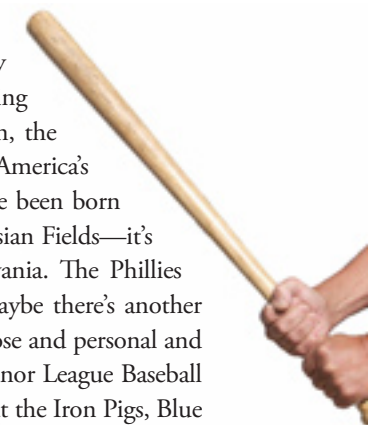 ng
n, the
America's
e been born
sian Fields—it's
ania. The Phillies
aybe there's another
ose and personal and
nor League Baseball
t the Iron Pigs, Blue